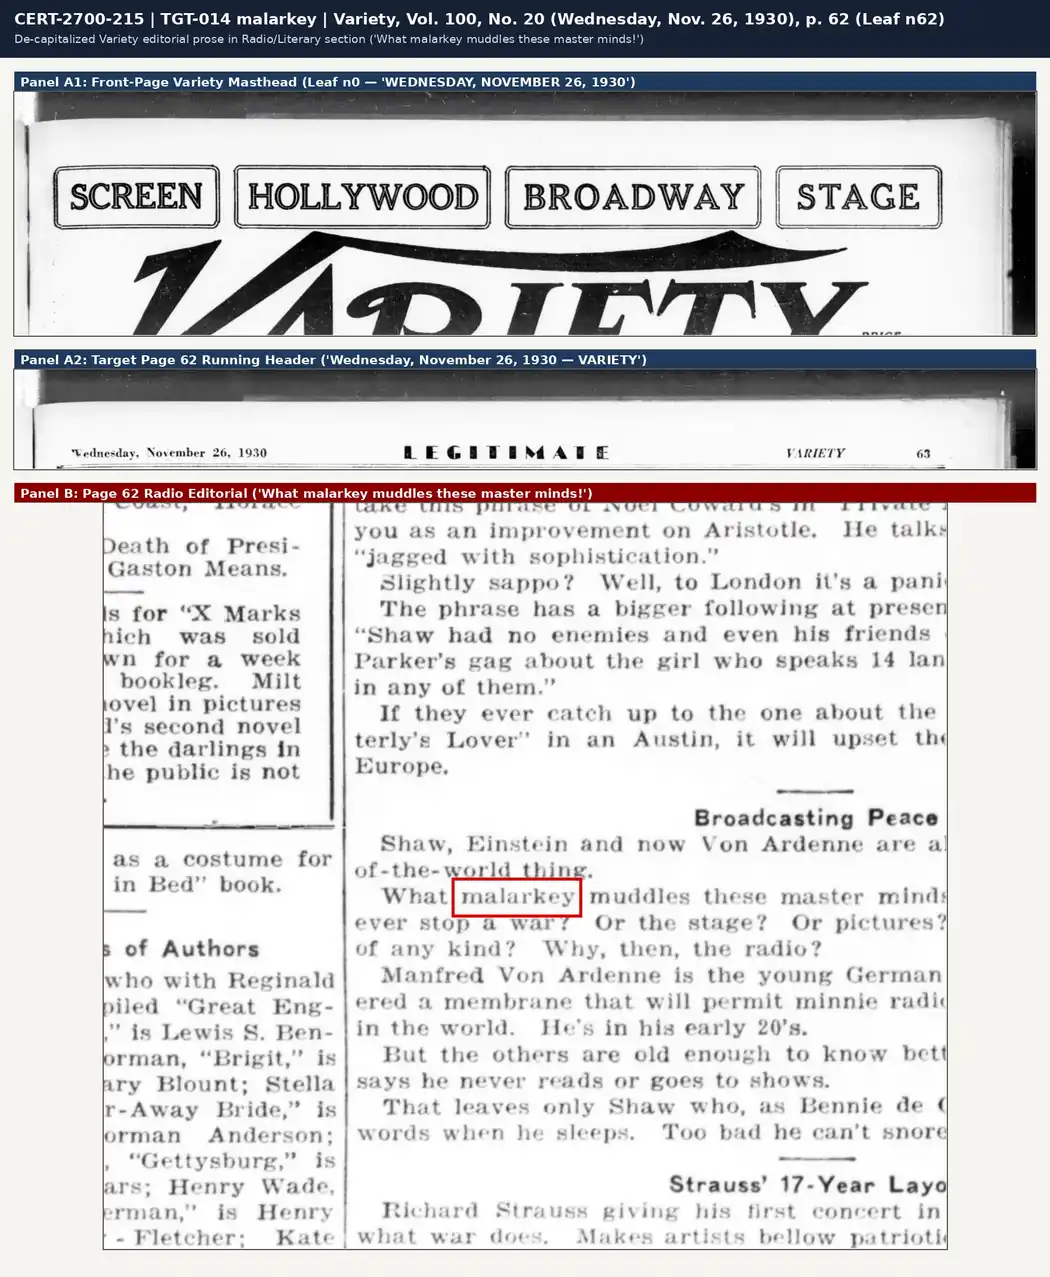 CERT-2700-215 | TGT-014 malarkey | Variety, Vol. 100, No. 20 (Wednesday, Nov. 26, 1930), p. 62 (Leaf n62)
De-capitalized Variety editorial prose in Radio/Literary section ('What malarkey muddles these master minds!')
Panel A1: Front-Page Variety Masthead (Leaf n0 — 'WEDNESDAY, NOVEMBER 26, 1930')
SCREEN HOLLYWOOD BROADWAY STAGE
VARIETY
Panel A2: Target Page 62 Running Header ('Wednesday, November 26, 1930 — VARIETY')
Wednesday, November 26, 1930 LEGITIMATE VARIETY 63
Panel B: Page 62 Radio Editorial ('What malarkey muddles these master minds!')
Death of Presi-
Gaston Means.
ls for "X Marks
hich was sold
wn for a week
bookleg. Milt
novel in pictures
l's second novel
e the darlings in
he public is not
as a costume for
in Bed" book.
s of Authors
who with Reginald
piled "Great Eng-
," is Lewis S. Ben-
orman, "Brigit," is
ary Blount; Stella
r-Away Bride," is
orman Anderson;
, "Gettysburg," is
ars; Henry Wade,
erman," is Henry
- Fletcher; Kate
take this phrase of Noel Coward's in "Private
you as an improvement on Aristotle. He talks
"jagged with sophistication."
Slightly sappo? Well, to London it's a pani
The phrase has a bigger following at presen
"Shaw had no enemies and even his friends
Parker's gag about the girl who speaks 14 lan
in any of them."
If they ever catch up to the one about the
terly's Lover" in an Austin, it will upset the
Europe.
Broadcasting Peace
Shaw, Einstein and now Von Ardenne are a
of-the-world thing.
What malarkey muddles these master minds
ever stop a war? Or the stage? Or pictures?
of any kind? Why, then, the radio?
Manfred Von Ardenne is the young German
ered a membrane that will permit minnie radi
in the world. He's in his early 20's.
But the others are old enough to know bett
says he never reads or goes to shows.
That leaves only Shaw who, as Bennie de
words when he sleeps. Too bad he can't snore
Strauss' 17-Year Layo
Richard Strauss giving his first concert in
what war does. Makes artists bellow patrioti